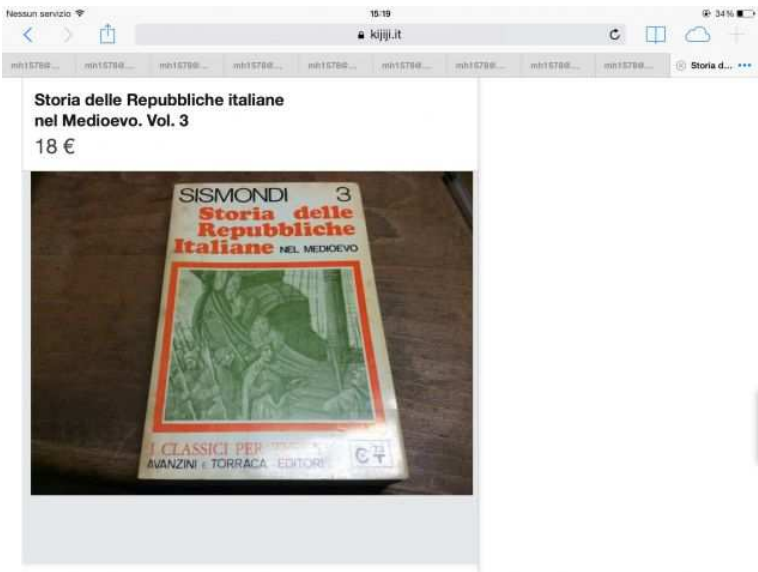 Nessun servizio
15:19
34%
kijiji.it
Storia d...
Storia delle Repubbliche italiane
nel Medioevo. Vol. 3
18 €
SISMONDI 3
Storia delle
Repubbliche
Italiane NEL MEDIOEVO
I CLASSICI PER
AVANZINI E TORRACA EDITORI